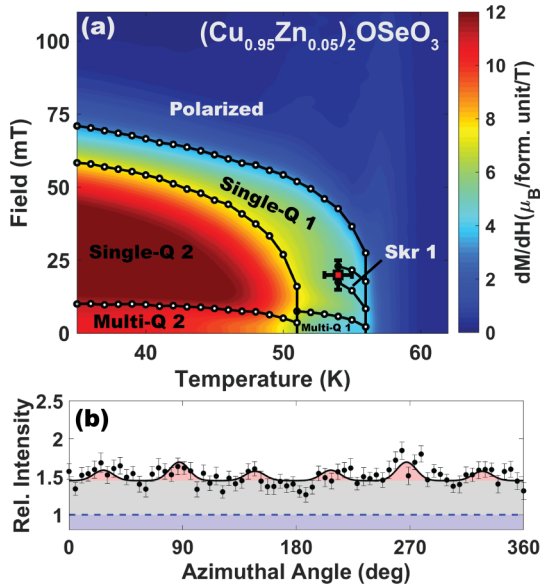 (a)
(Cu0.95Zn0.05)2OSeO3
Polarized
Single-Q 1
Single-Q 2
Skr 1
Multi-Q 2
Multi-Q 1
Field (mT)
100
75
50
25
0
40
50
60
Temperature (K)
12
10
8
6
4
2
0
dM/dH(μB/form. unit/T)
(b)
Rel. Intensity
2.5
2
1.5
1
0
90
180
270
360
Azimuthal Angle (deg)